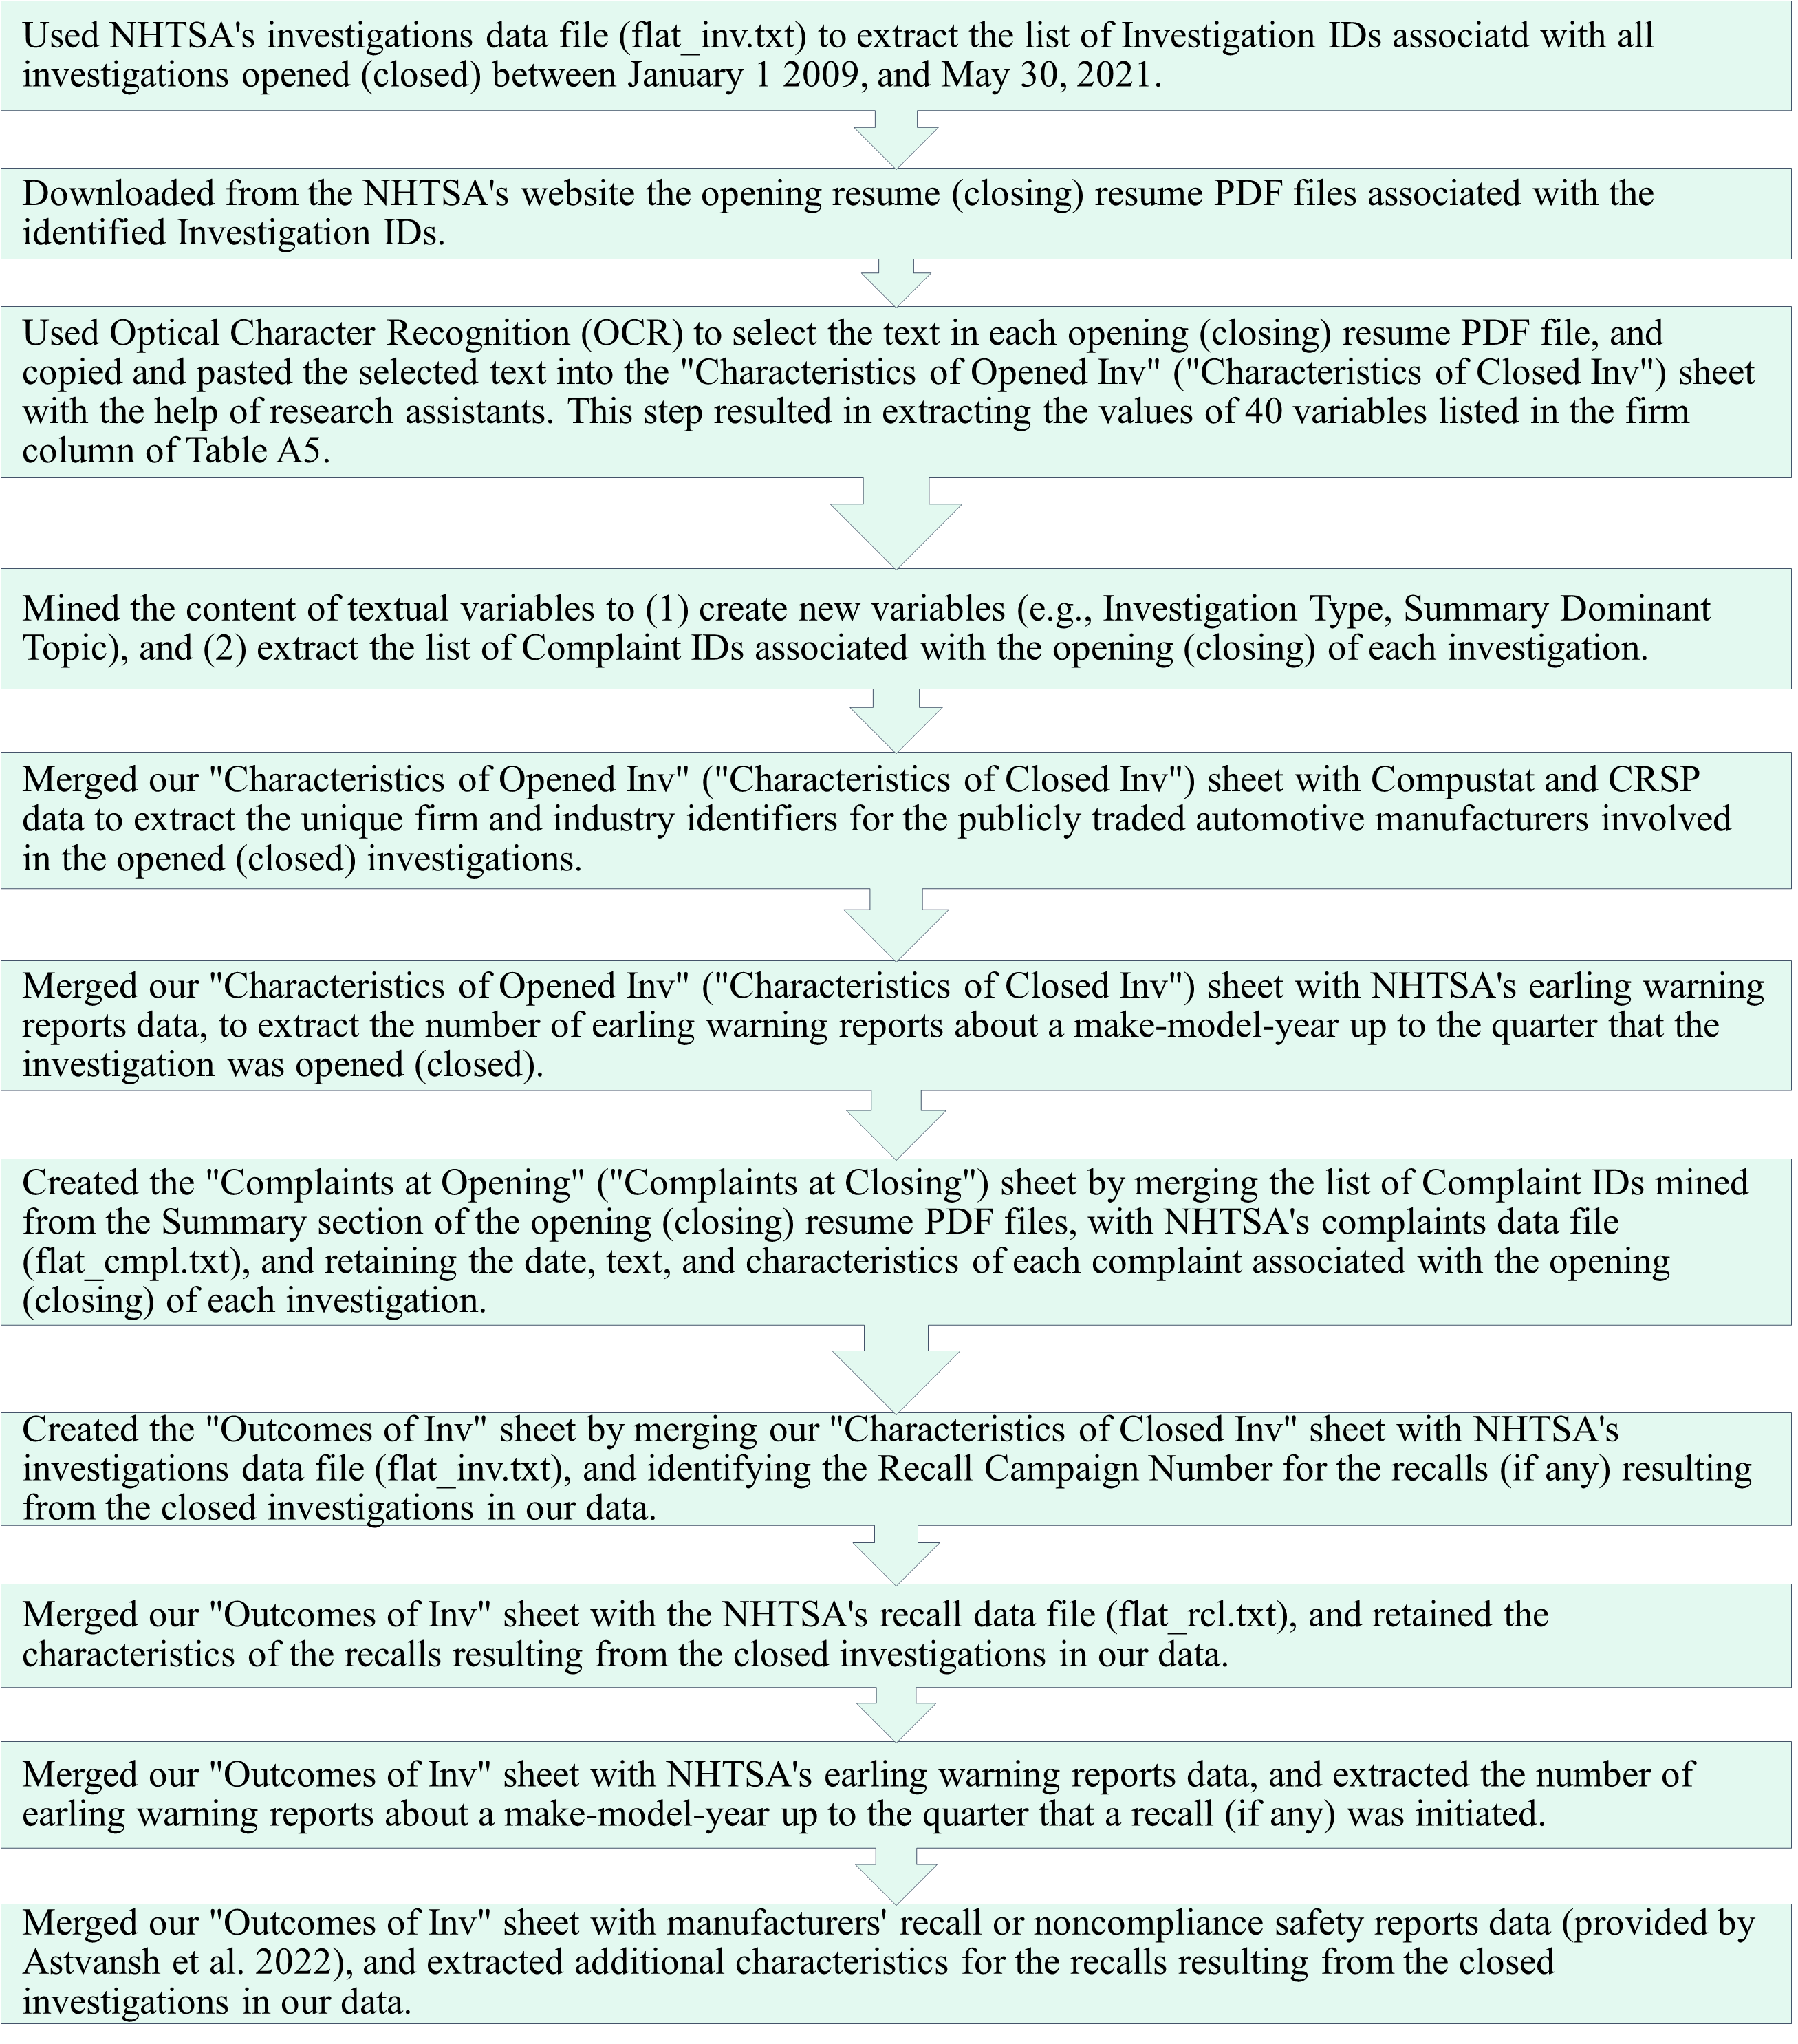 Used NHTSA's investigations data file (flat_inv.txt) to extract the list of Investigation IDs associatd with all
investigations opened (closed) between January 1 2009, and May 30, 2021.
Downloaded from the NHTSA's website the opening resume (closing) resume PDF files associated with the
identified Investigation IDs.
Used Optical Character Recognition (OCR) to select the text in each opening (closing) resume PDF file, and
copied and pasted the selected text into the "Characteristics of Opened Inv" ("Characteristics of Closed Inv") sheet
with the help of research assistants. This step resulted in extracting the values of 40 variables listed in the firm
column of Table A5.
Mined the content of textual variables to (1) create new variables (e.g., Investigation Type, Summary Dominant
Topic), and (2) extract the list of Complaint IDs associated with the opening (closing) of each investigation.
Merged our "Characteristics of Opened Inv" ("Characteristics of Closed Inv") sheet with Compustat and CRSP
data to extract the unique firm and industry identifiers for the publicly traded automotive manufacturers involved
in the opened (closed) investigations.
Merged our "Characteristics of Opened Inv" ("Characteristics of Closed Inv") sheet with NHTSA's earling warning
reports data, to extract the number of earling warning reports about a make-model-year up to the quarter that the
investigation was opened (closed).
Created the "Complaints at Opening" ("Complaints at Closing") sheet by merging the list of Complaint IDs mined
from the Summary section of the opening (closing) resume PDF files, with NHTSA's complaints data file
(flat_cmpl.txt), and retaining the date, text, and characteristics of each complaint associated with the opening
(closing) of each investigation.
Created the "Outcomes of Inv" sheet by merging our "Characteristics of Closed Inv" sheet with NHTSA's
investigations data file (flat_inv.txt), and identifying the Recall Campaign Number for the recalls (if any) resulting
from the closed investigations in our data.
Merged our "Outcomes of Inv" sheet with the NHTSA's recall data file (flat_rcl.txt), and retained the
characteristics of the recalls resulting from the closed investigations in our data.
Merged our "Outcomes of Inv" sheet with NHTSA's earling warning reports data, and extracted the number of
earling warning reports about a make-model-year up to the quarter that a recall (if any) was initiated.
Merged our "Outcomes of Inv" sheet with manufacturers' recall or noncompliance safety reports data (provided by
Astvansh et al. 2022), and extracted additional characteristics for the recalls resulting from the closed
investigations in our data.